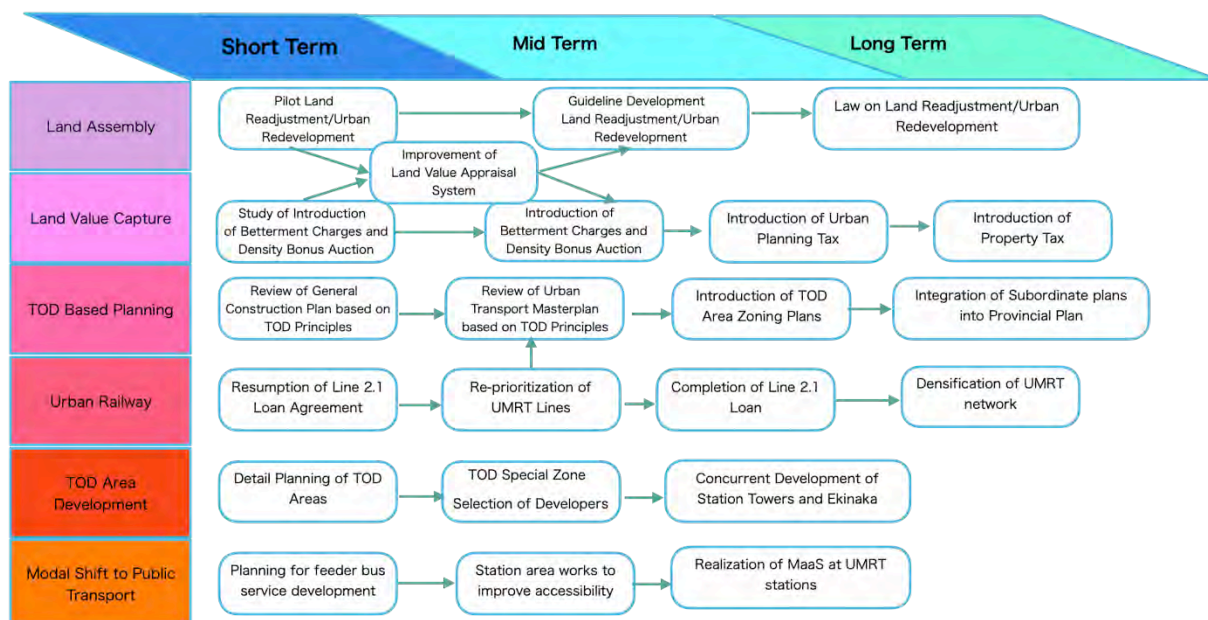 Short Term
Mid Term
Long Term
Land Assembly
Pilot Land
Readjustment/Urban
Redevelopment
Guideline Development
Land Readjustment/Urban
Redevelopment
Law on Land Readjustment/Urban
Redevelopment
Improvement of
Land Value Appraisal
System
Land Value Capture
Study of Introduction
of Betterment Charges and
Density Bonus Auction
Introduction of
Betterment Charges and
Density Bonus Auction
Introduction of Urban
Planning Tax
Introduction of
Property Tax
TOD Based Planning
Review of General
Construction Plan based on
TOD Principles
Review of Urban
Transport Masterplan
based on TOD Principles
Introduction of TOD
Area Zoning Plans
Integration of Subordinate plans
into Provincial Plan
Urban Railway
Resumption of Line 2.1
Loan Agreement
Re-prioritization of
UMRT Lines
Completion of Line 2.1
Loan
Densification of UMRT
network
TOD Area
Development
Detail Planning of TOD
Areas
TOD Special Zone
Selection of Developers
Concurrent Development of
Station Towers and Ekinaka
Modal Shift to Public
Transport
Planning for feeder bus
service development
Station area works to
improve accessibility
Realization of MaaS at UMRT
stations